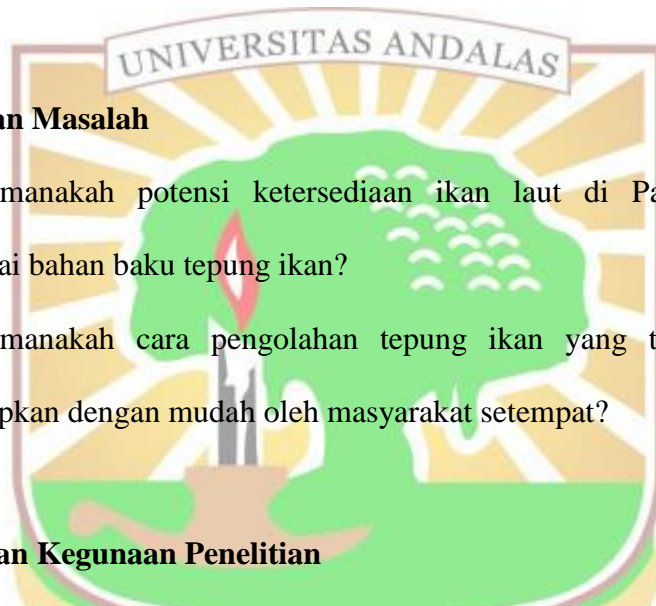 UNIVERSITAS ANDALAS
an Masalah
manakah potensi ketersediaan ikan laut di Pa
ai bahan baku tepung ikan?
manakah cara pengolahan tepung ikan yang t
pkan dengan mudah oleh masyarakat setempat?
an Kegunaan Penelitian